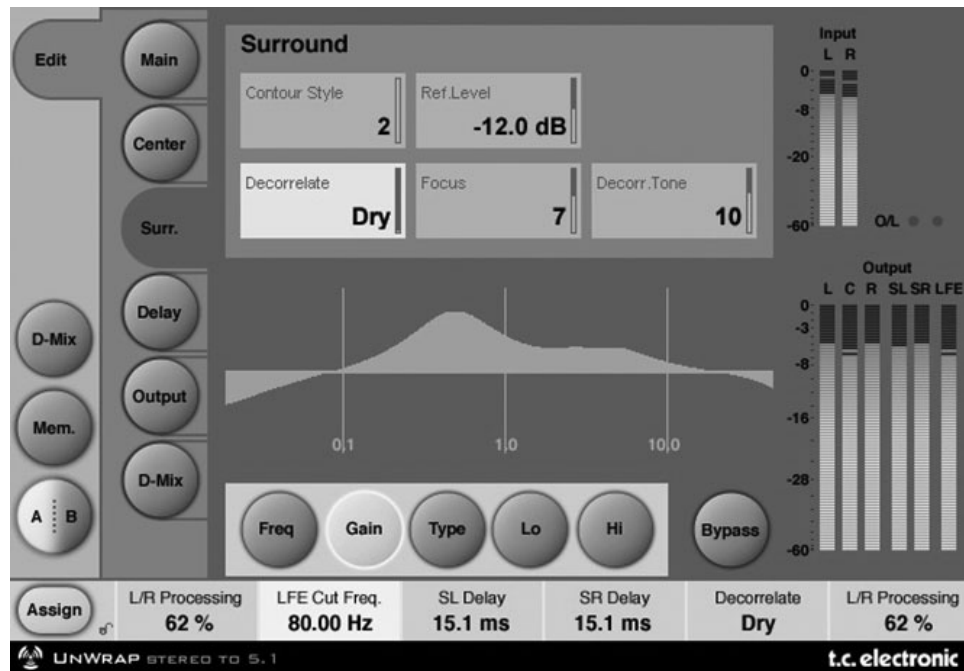 Edit
Main
Center
Surr.
Delay
Output
D-Mix
D-Mix
Mem.
A B
Surround
Contour Style
2
Ref.Level
-12.0 dB
Decorrelate
Dry
Focus
7
Decorr.Tone
10
0,1 1,0 10,0
Freq Gain Type Lo Hi Bypass
Input
L R
0
-8
-20
-60
O/L
Output
L C R SL SR LFE
0
-3
-8
-16
-28
-60
Assign
L/R Processing
62 %
LFE Cut Freq.
80.00 Hz
SL Delay
15.1 ms
SR Delay
15.1 ms
Decorrelate
Dry
L/R Processing
62 %
UNWRAP STEREO TO 5.1
t.c. electronic